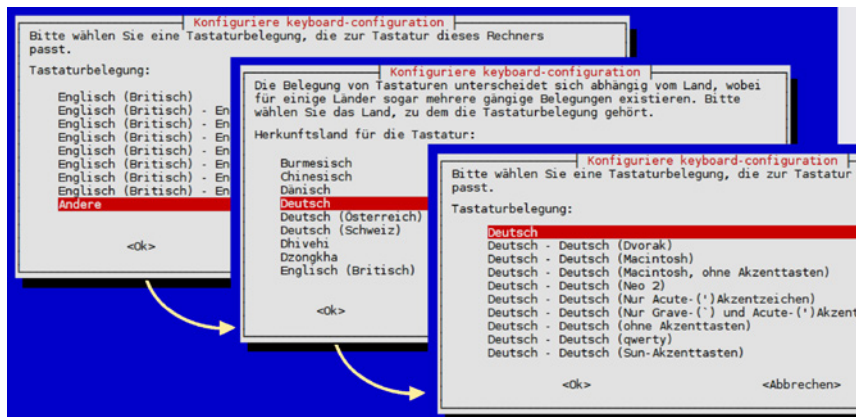 Konfiguriere keyboard-configuration
Bitte wählen Sie eine Tastaturbelegung, die zur Tastatur dieses Rechners
passt.
Tastaturbelegung:
Englisch (Britisch)
Englisch (Britisch) - En
Englisch (Britisch) - En
Englisch (Britisch) - En
Englisch (Britisch) - En
Englisch (Britisch) - En
Englisch (Britisch) - En
Englisch (Britisch) - En
Andere
<Ok>
Konfiguriere keyboard-configuration
Die Belegung von Tastaturen unterscheidet sich abhängig vom Land, wobei
für einige Länder sogar mehrere gängige Belegungen existieren. Bitte
wählen Sie das Land, zu dem die Tastaturbelegung gehört.
Herkunftsland für die Tastatur:
Burmesisch
Chinesisch
Dänisch
Deutsch
Deutsch (Österreich)
Deutsch (Schweiz)
Dhivehi
Dzongkha
Englisch (Britisch)
<Ok>
Konfiguriere keyboard-configuration
Bitte wählen Sie eine Tastaturbelegung, die zur Tastatur
passt.
Tastaturbelegung:
Deutsch
Deutsch - Deutsch (Dvorak)
Deutsch - Deutsch (Macintosh)
Deutsch - Deutsch (Macintosh, ohne Akzenttasten)
Deutsch - Deutsch (Neo 2)
Deutsch - Deutsch (Nur Acute-(')Akzentzeichen)
Deutsch - Deutsch (Nur Grave-(`) und Acute-(')Akzent
Deutsch - Deutsch (ohne Akzenttasten)
Deutsch - Deutsch (qwerty)
Deutsch - Deutsch (Sun-Akzenttasten)
<Ok> <Abbrechen>